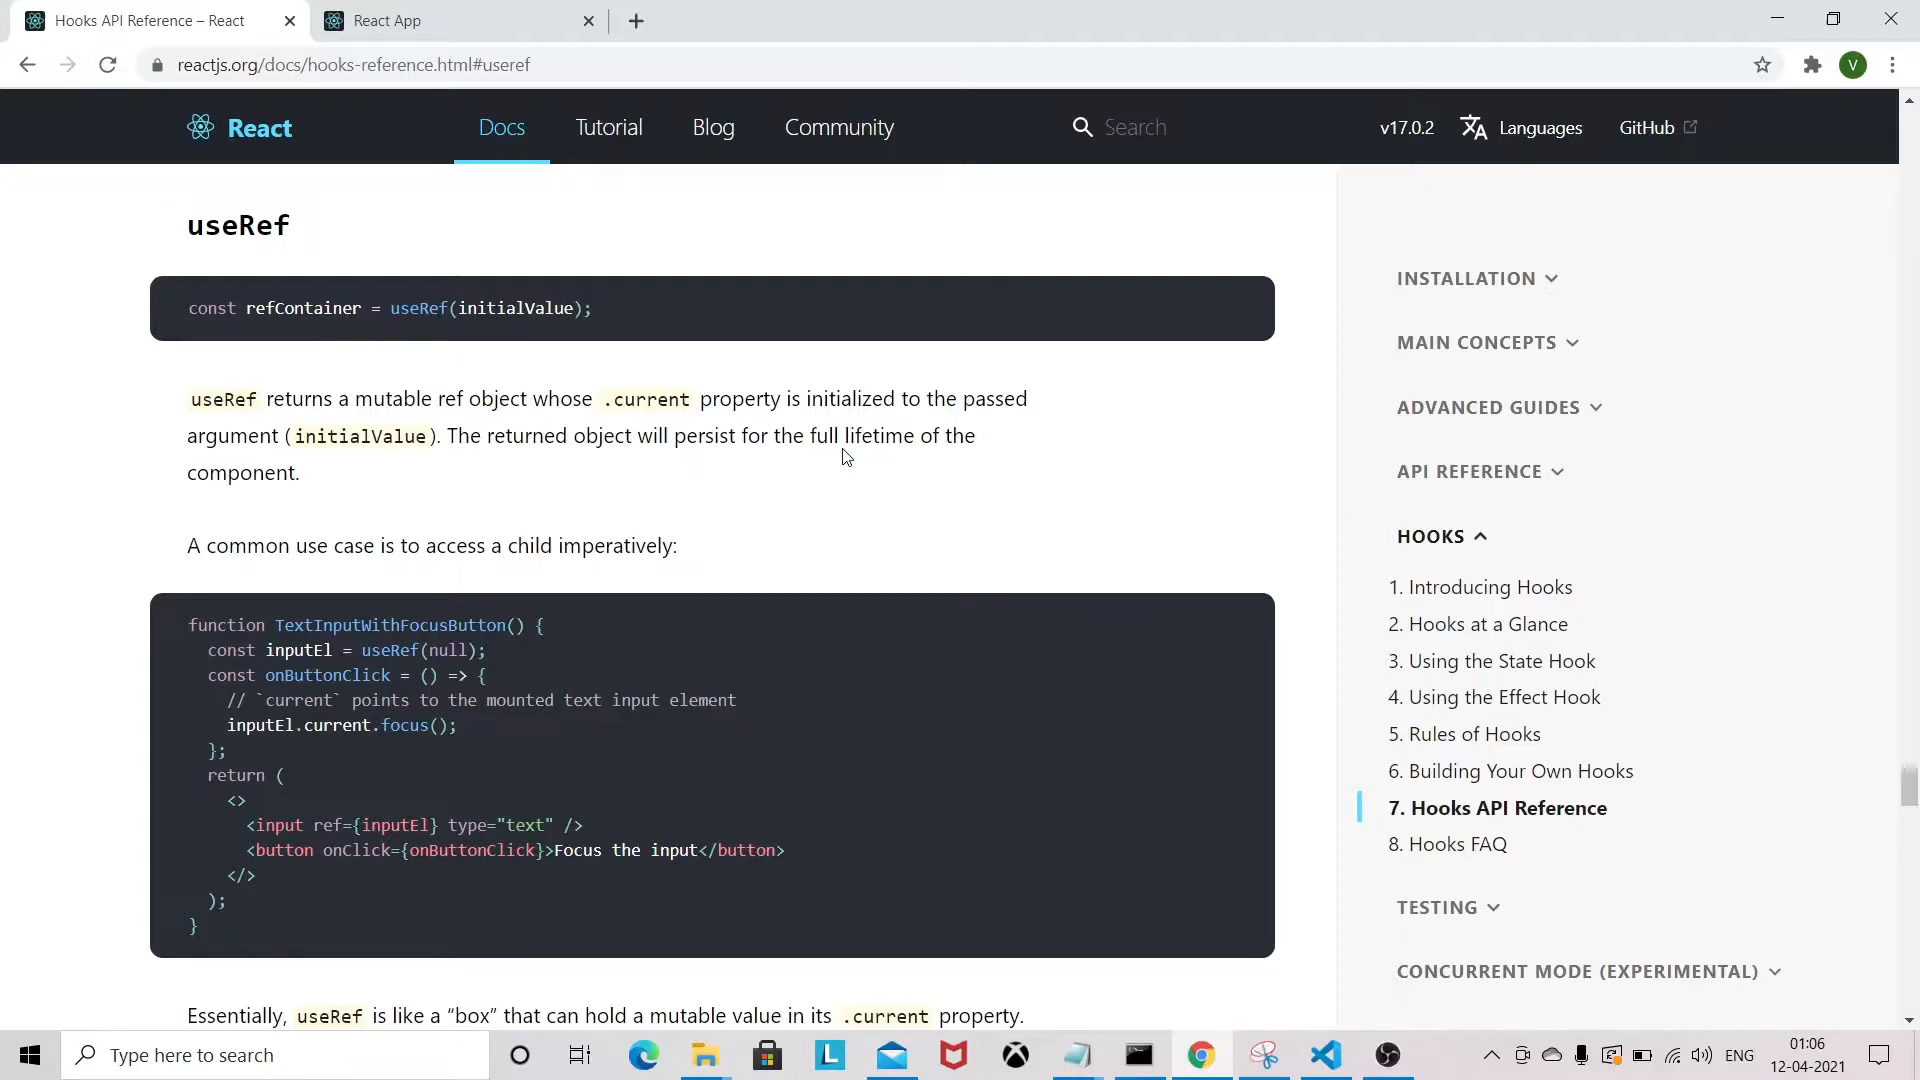 Hooks API Reference – React
React App
reactjs.org/docs/hooks-reference.html#useref
V
React
Docs
Tutorial
Blog
Community
Search
v17.0.2
Languages
GitHub
useRef
const refContainer = useRef(initialValue);
useRef returns a mutable ref object whose .current property is initialized to the passed
argument (initialValue). The returned object will persist for the full lifetime of the
component.
A common use case is to access a child imperatively:
function TextInputWithFocusButton() {
const inputEl = useRef(null);
const onButtonClick = () => {
// `current` points to the mounted text input element
inputEl.current.focus();
};
return (
<>
<input ref={inputEl} type="text" />
<button onClick={onButtonClick}>Focus the input</button>
</>
);
}
Essentially, useRef is like a “box” that can hold a mutable value in its .current property.
INSTALLATION
MAIN CONCEPTS
ADVANCED GUIDES
API REFERENCE
HOOKS
1. Introducing Hooks
2. Hooks at a Glance
3. Using the State Hook
4. Using the Effect Hook
5. Rules of Hooks
6. Building Your Own Hooks
7. Hooks API Reference
8. Hooks FAQ
TESTING
CONCURRENT MODE (EXPERIMENTAL)
Type here to search
L
ENG
01:06
12-04-2021